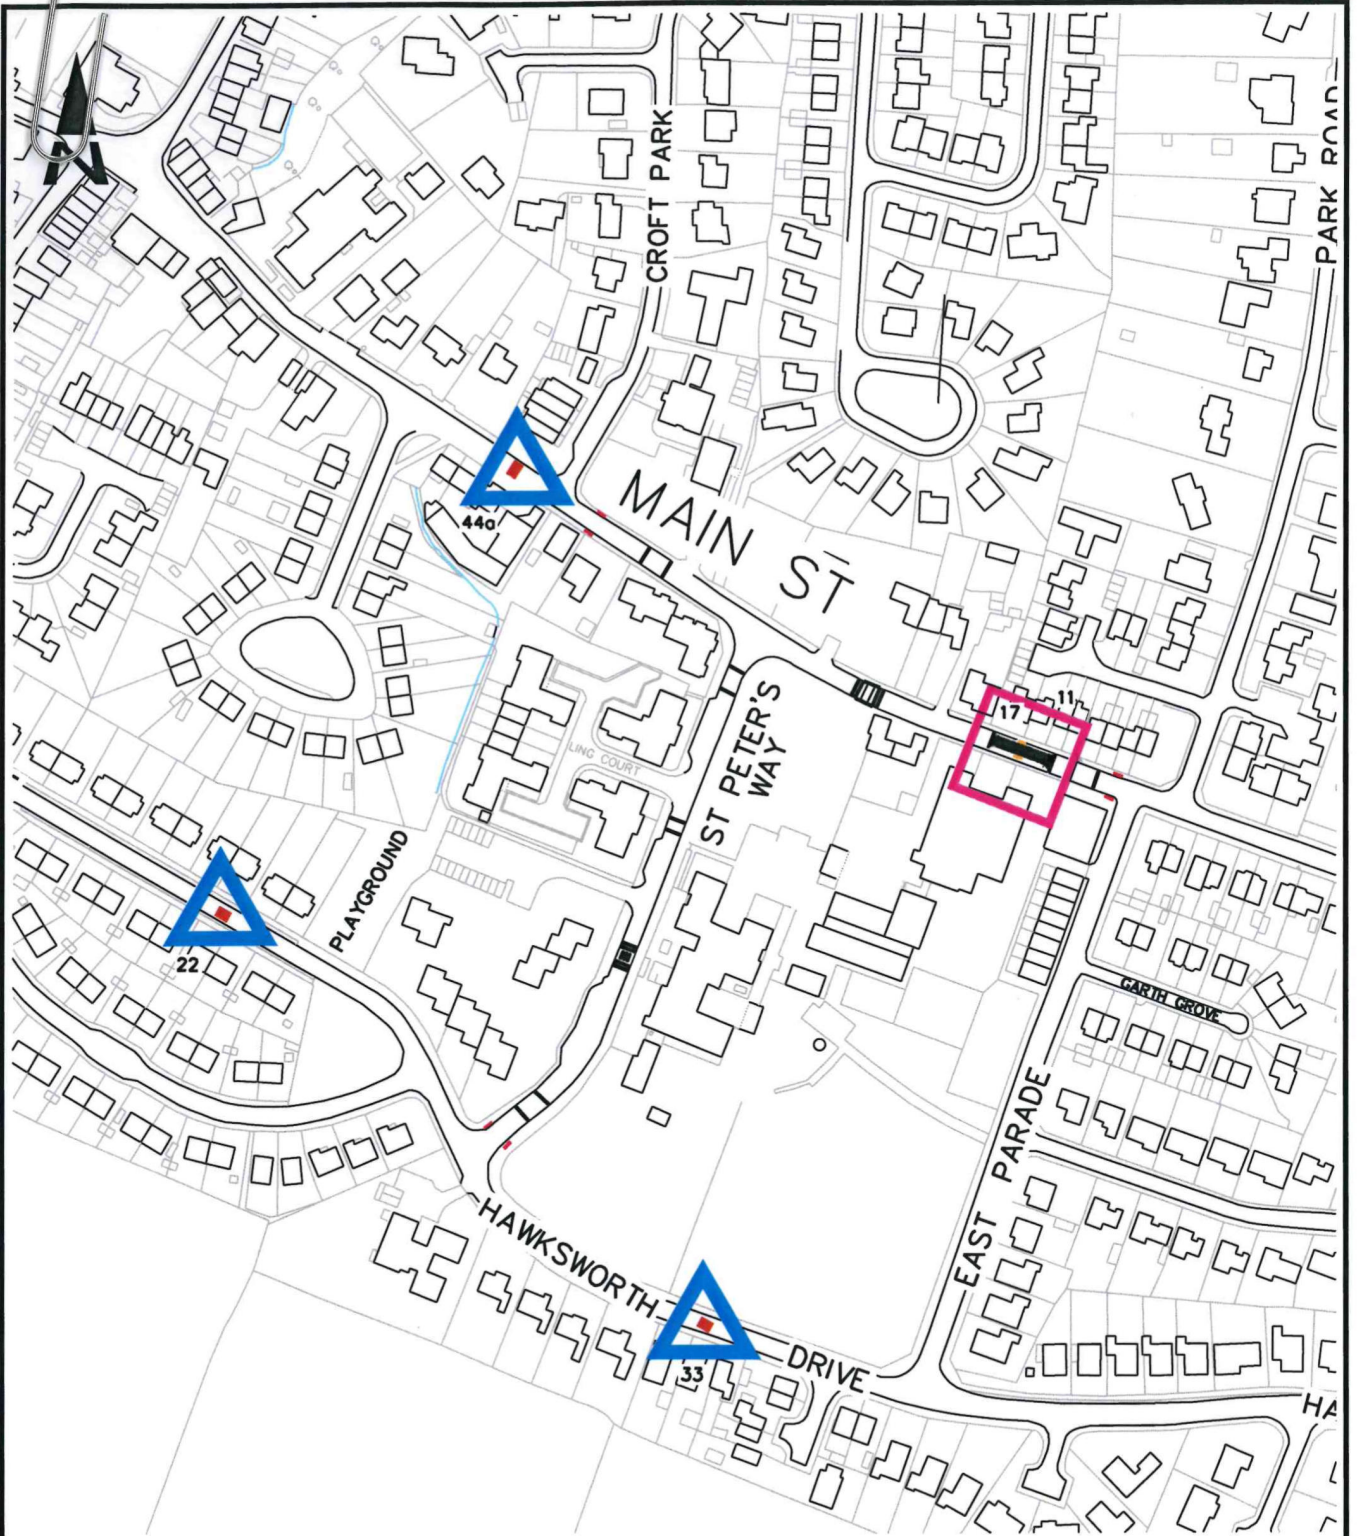 N
CROFT PARK
PARK ROAD
MAIN ST
44a
17
11
ST PETER'S
WAY
LING COURT
PLAYGROUND
22
GARTH GROVE
EAST PARADE
HAWKSWORTH DRIVE
33
HA